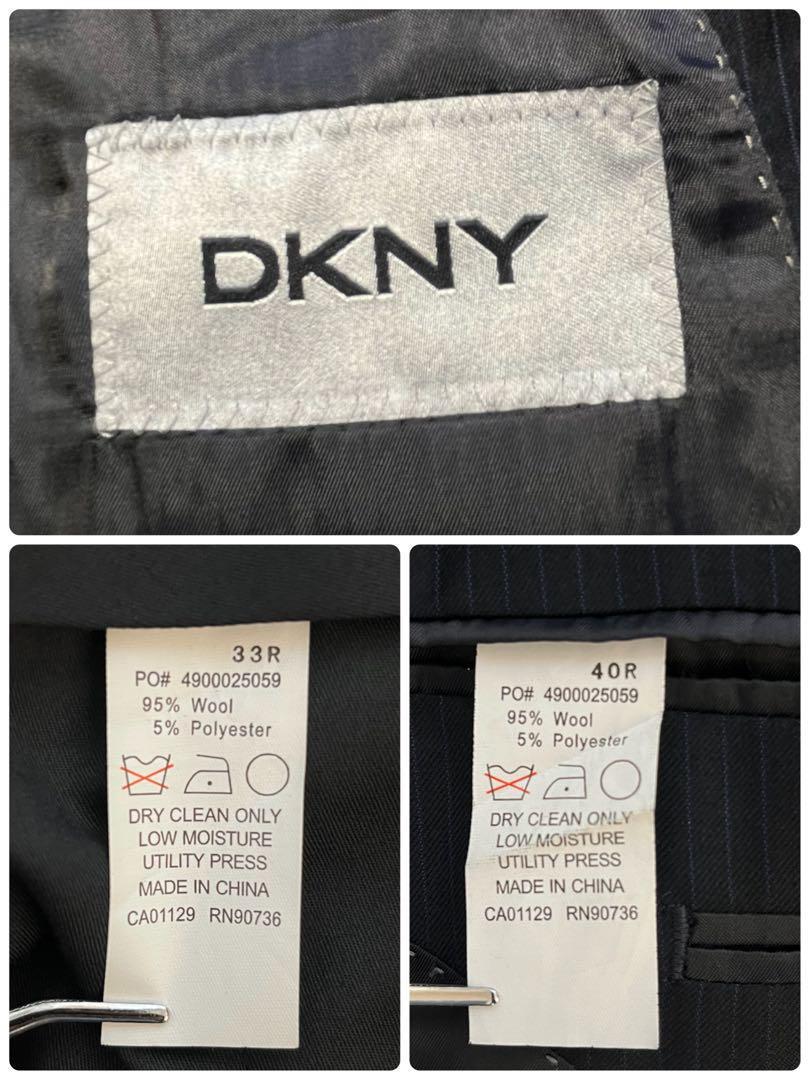 DKNY
33R
PO# 4900025059
95% Wool
5% Polyester
DRY CLEAN ONLY
LOW MOISTURE
UTILITY PRESS
MADE IN CHINA
CA01129 RN90736
40R
PO# 4900025059
95% Wool
5% Polyester
DRY CLEAN ONLY
LOW MOISTURE
UTILITY PRESS
MADE IN CHINA
CA01129 RN90736